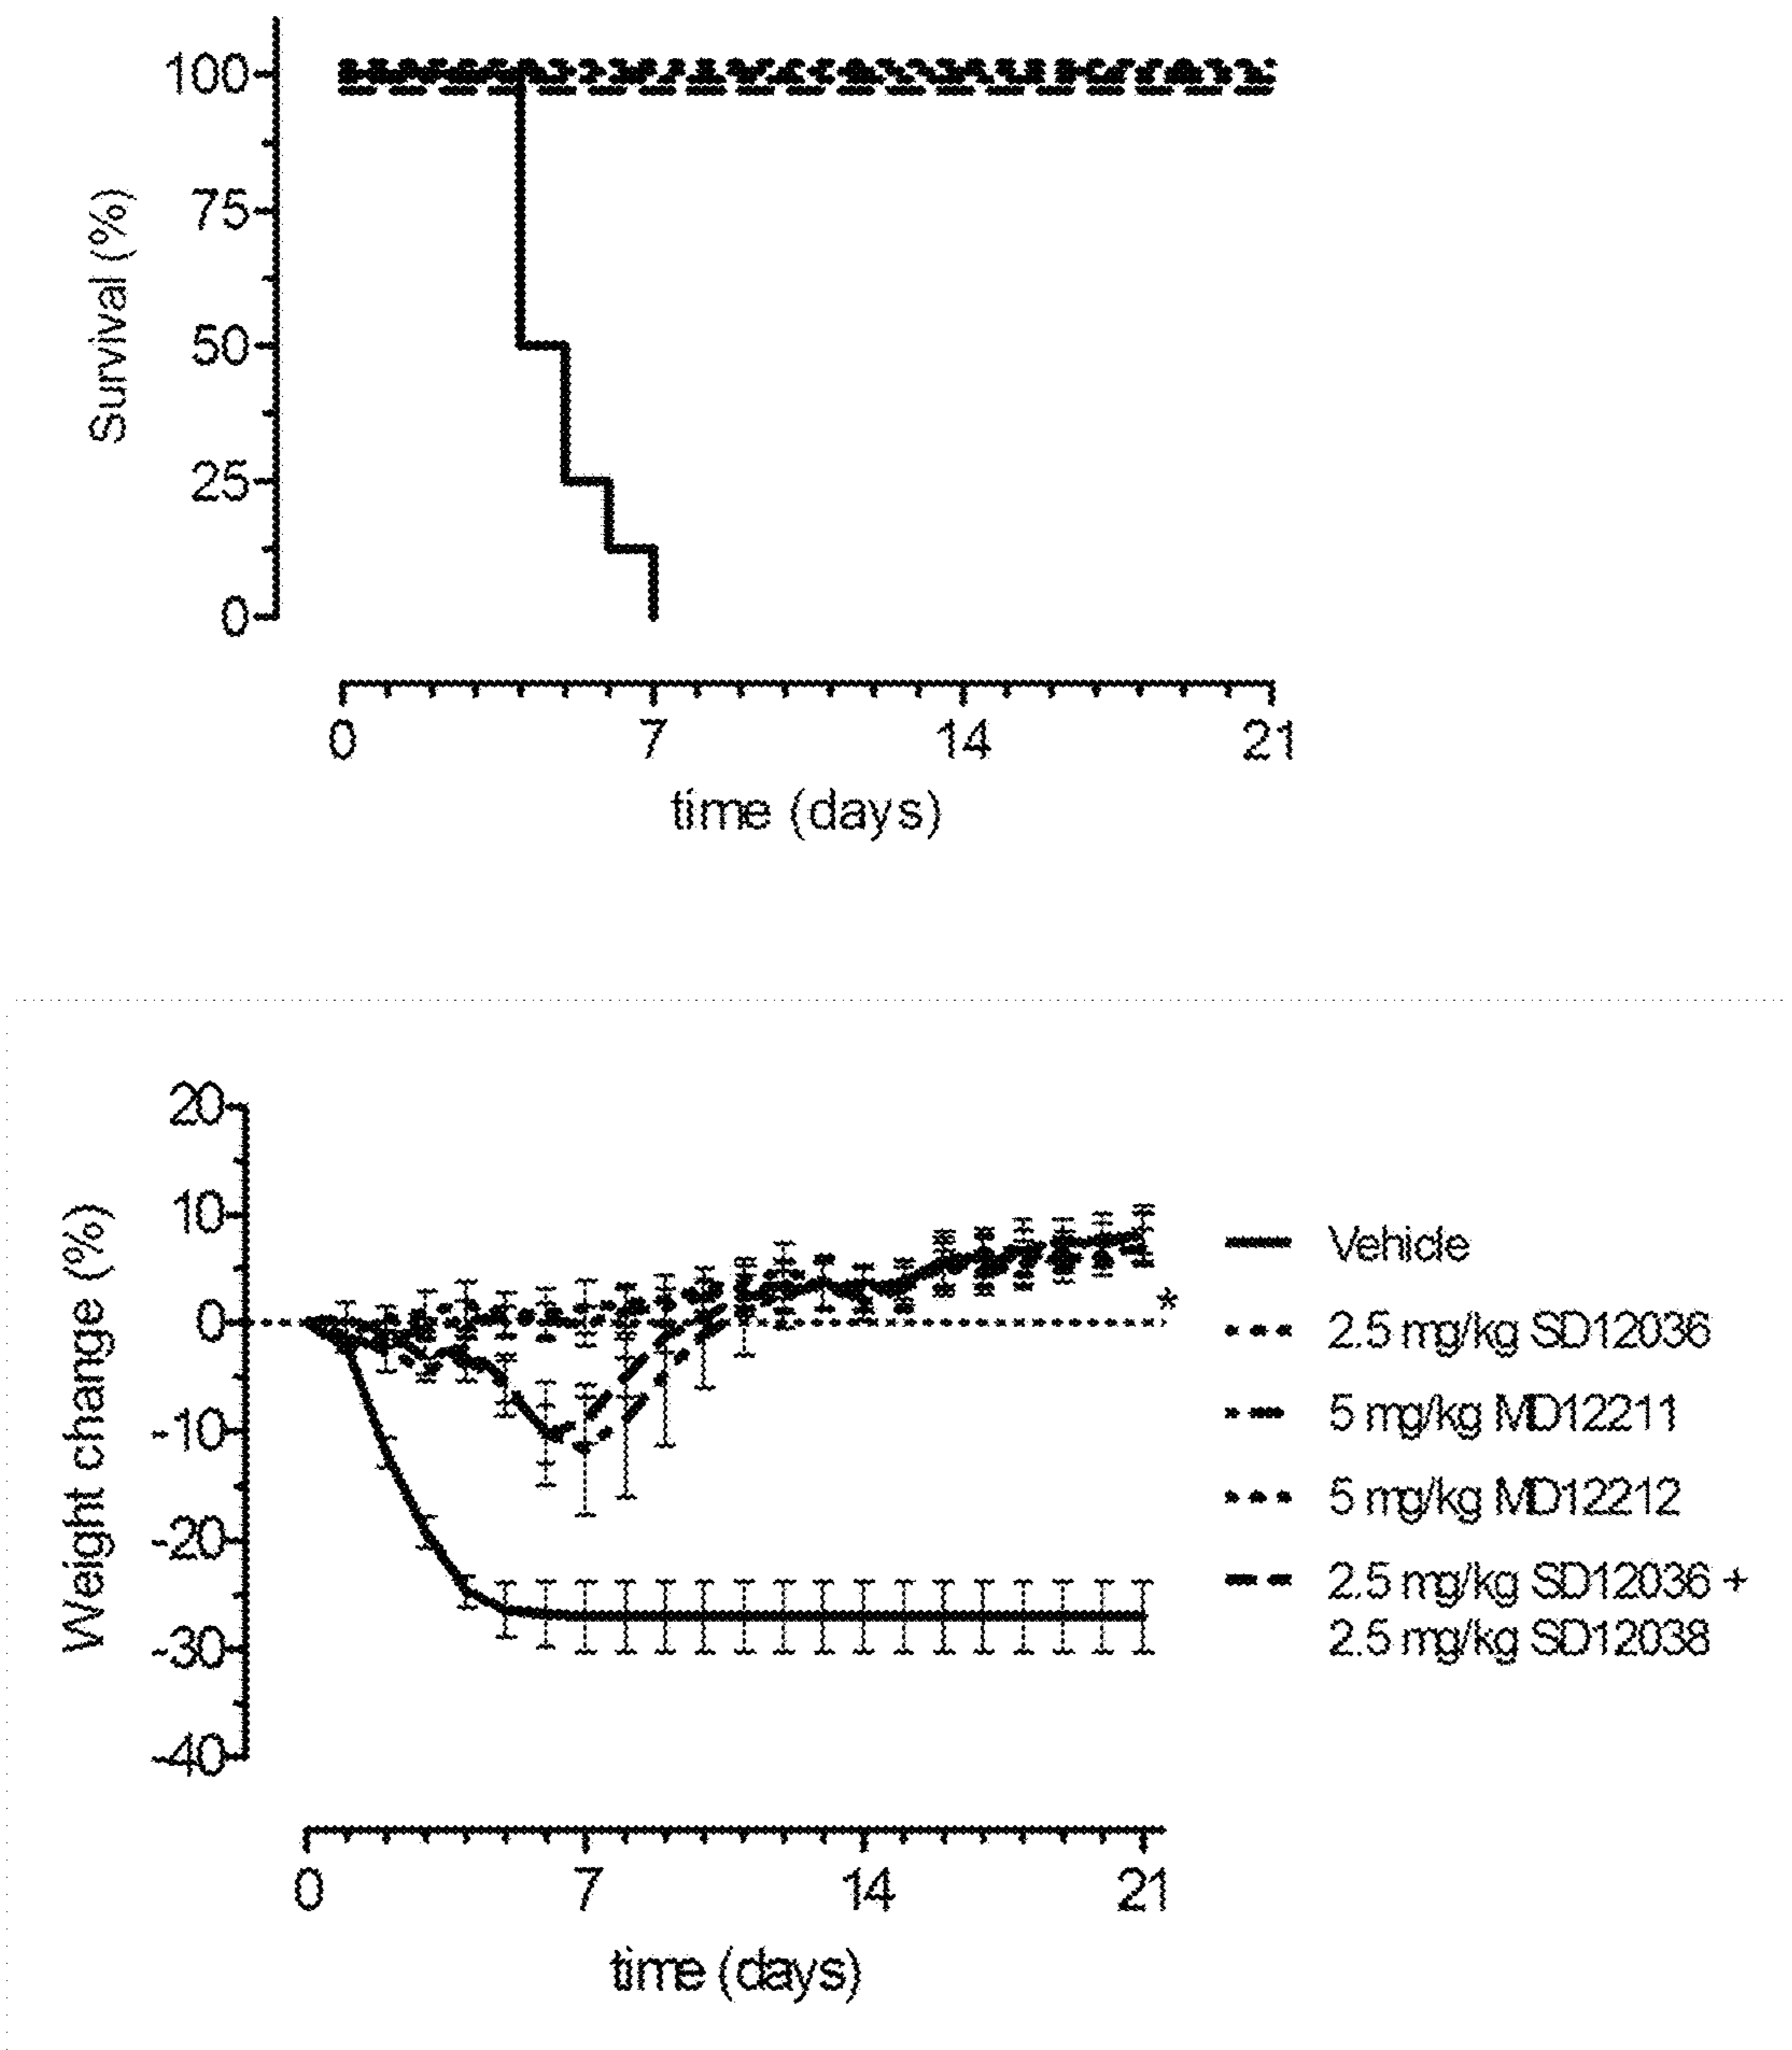 100
75
50
25
0
Survival (%)
0 7 14 21
time (days)
20
10
0
-10
-20
-30
-40
Weight change (%)
*
0 7 14 21
time (days)
Vehicle
2.5 mg/kg SD12036
5 mg/kg MD12211
5 mg/kg MD12212
2.5 mg/kg SD12036 +
2.5 mg/kg SD12038